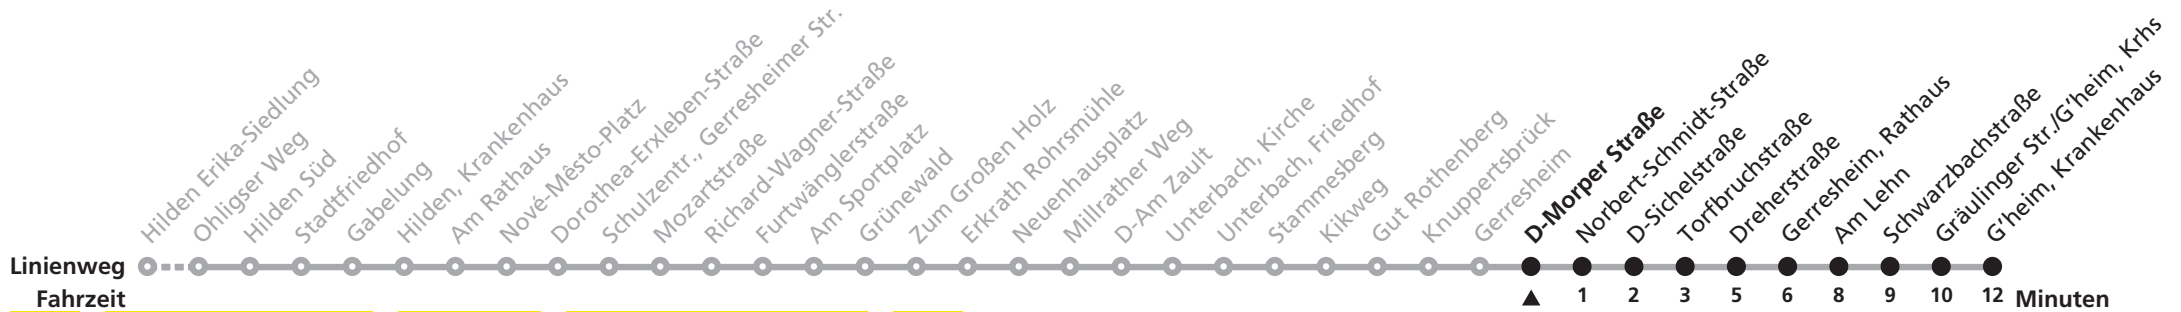 Hilden Erika-Siedlung
Ohligser Weg
Hilden Süd
Stadtfriedhof
Gabelung
Hilden, Krankenhaus
Am Rathaus
Nové-Mêsto-Platz
Dorothea-Erxleben-Straße
Schulzentr., Gerresheimer Str.
Mozartstraße
Richard-Wagner-Straße
Furtwänglerstraße
Am Sportplatz
Grünewald
Zum Großen Holz
Erkrath Rohrsmühle
Neuenhausplatz
Millrather Weg
D-Am Zault
Unterbach, Kirche
Unterbach, Friedhof
Stammesberg
Kikweg
Gut Rothenberg
Knuppertsbrück
Gerresheim
D-Morper Straße
Norbert-Schmidt-Straße
D-Sichelstraße
Torfbruchstraße
Dreherstraße
Gerresheim, Rathaus
Am Lehn
Schwarzbachstraße
Gräulinger Str./G'heim, Krhs
G'heim, Krankenhaus
Linienweg
Fahrzeit ▲ 1 2 3 5 6 8 9 10 12 Minuten